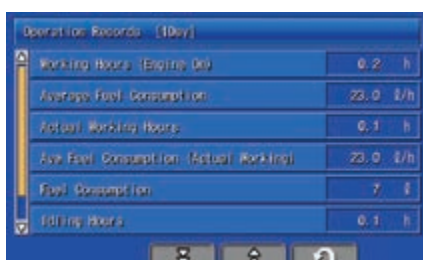 Operation Records [1Day]
Working Hours (Engine On) 0.2 h
Average Fuel Consumption 23.0 ℓ/h
Actual Working Hours 0.1 h
Ave Fuel Consumption (Actual Working) 23.0 ℓ/h
Fuel Consumption 7 ℓ
Idling Hours 0.1 h